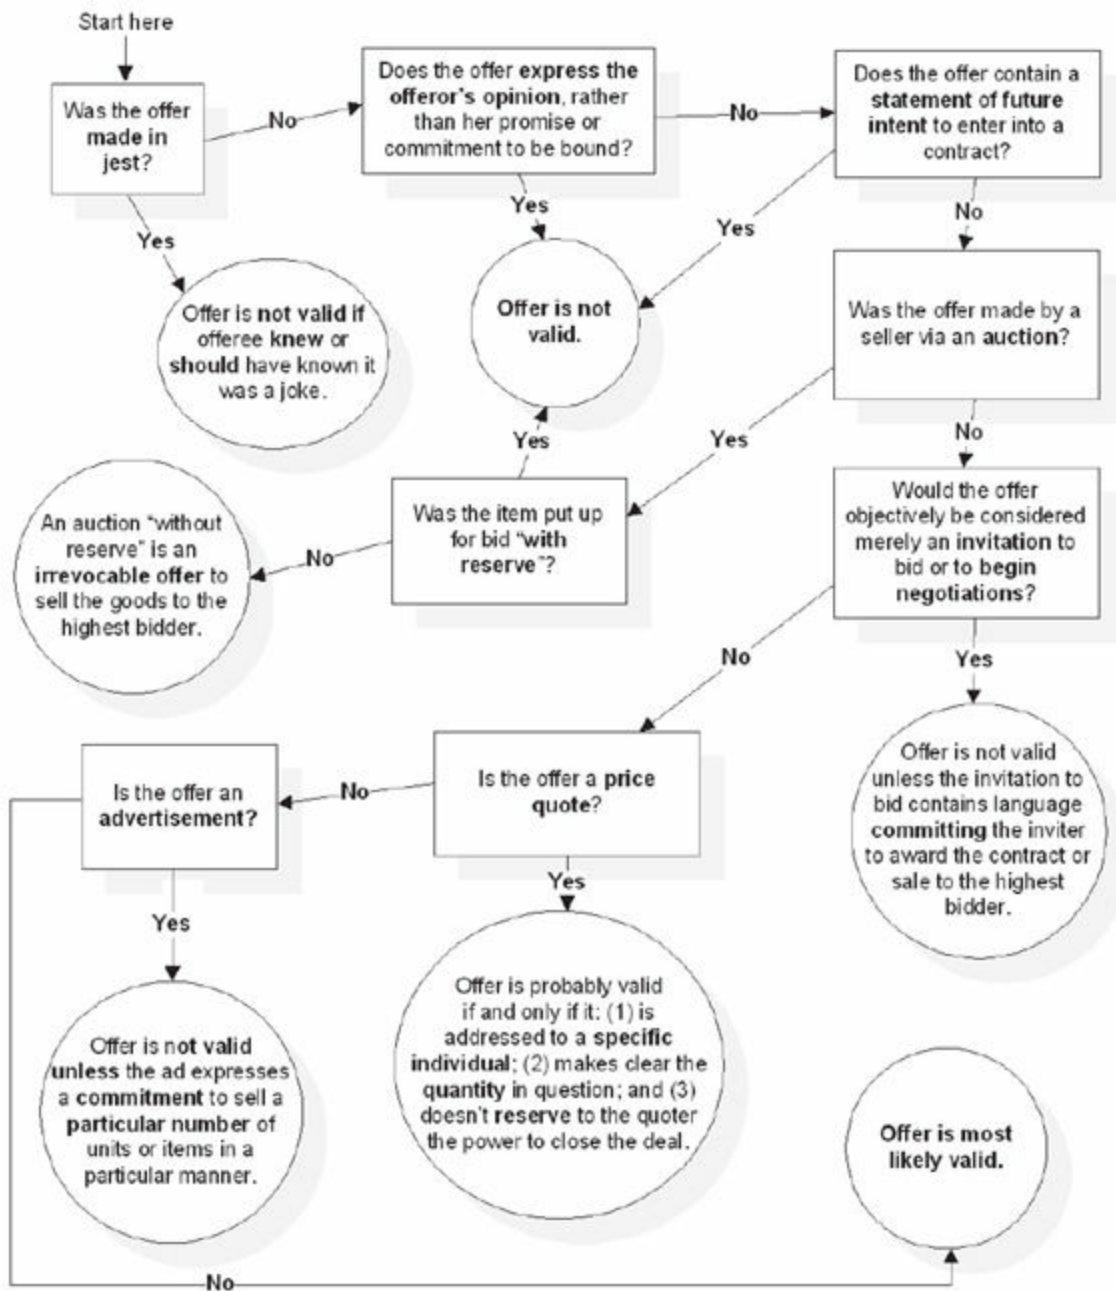 Start here
Was the offer
made in
jest?
No
Does the offer express the
offeror's opinion, rather
than her promise or
commitment to be bound?
No
Does the offer contain a
statement of future
intent to enter into a
contract?
Yes
Yes
Yes
No
Offer is not valid if
offeree knew or
should have known it
was a joke.
Offer is not
valid.
Was the offer made by a
seller via an auction?
Yes
Yes
No
An auction "without
reserve" is an
irrevocable offer to
sell the goods to the
highest bidder.
No
Was the item put up
for bid "with
reserve"?
Would the offer
objectively be considered
merely an invitation to
bid or to begin
negotiations?
No
Yes
Is the offer an
advertisement?
No
Is the offer a price
quote?
Offer is not valid
unless the invitation to
bid contains language
committing the inviter
to award the contract or
sale to the highest
bidder.
Yes
Yes
Offer is not valid
unless the ad expresses
a commitment to sell a
particular number of
units or items in a
particular manner.
Offer is probably valid
if and only if it: (1) is
addressed to a specific
individual; (2) makes clear the
quantity in question; and (3)
doesn't reserve to the quoter
the power to close the deal.
Offer is most
likely valid.
No